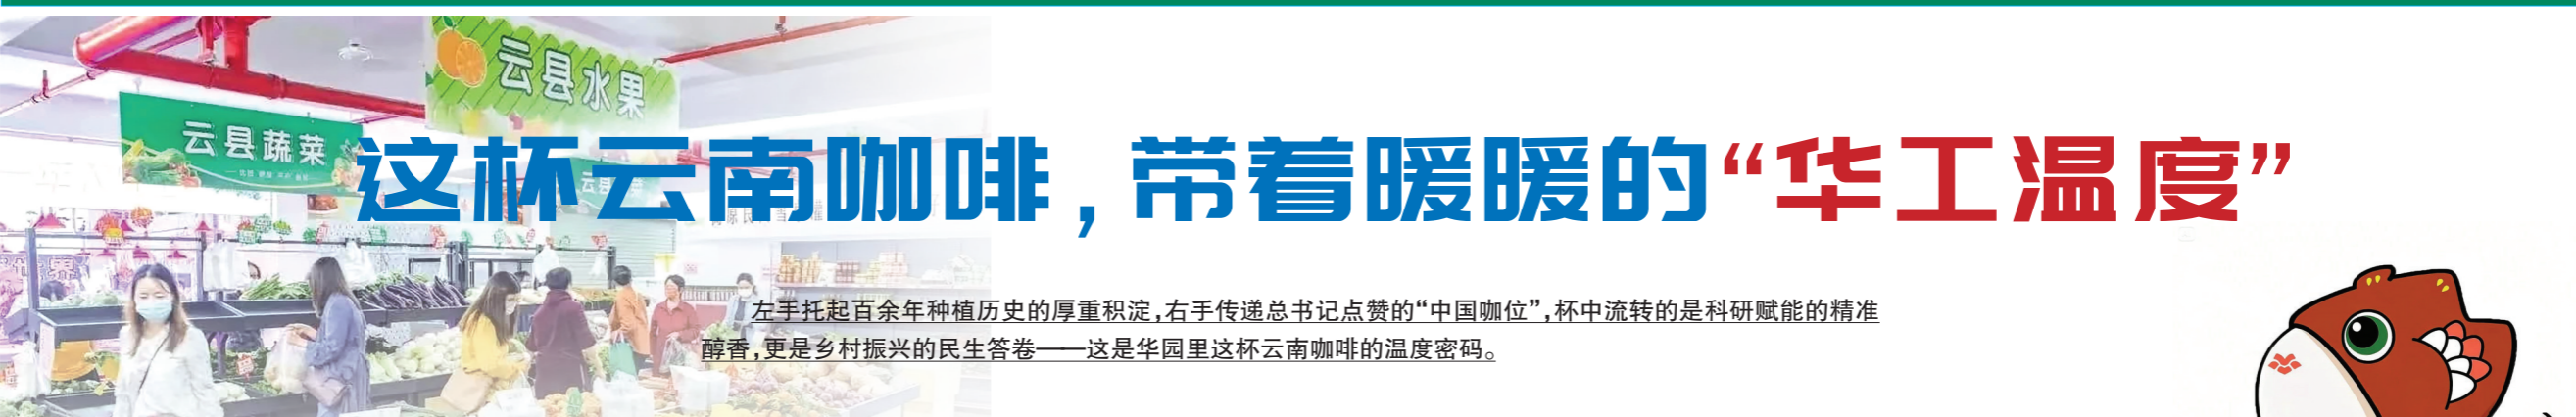 云县水果
云县蔬菜
这杯云南咖啡,带着暖暖的“华工温度”
左手托起百余年种植历史的厚重积淀,右手传递总书记点赞的“中国咖位”,杯中流转的是科研赋能的精准
醇香,更是乡村振兴的民生答卷——这是华园里这杯云南咖啡的温度密码。